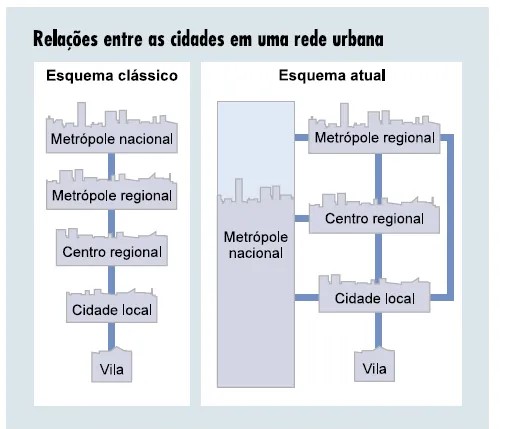 Relações entre as cidades em uma rede urbana
Esquema clássico
Metrópole nacional
Metrópole regional
Centro regional
Cidade local
Vila
Esquema atual
Metrópole
nacional
Metrópole regional
Centro regional
Cidade local
Vila